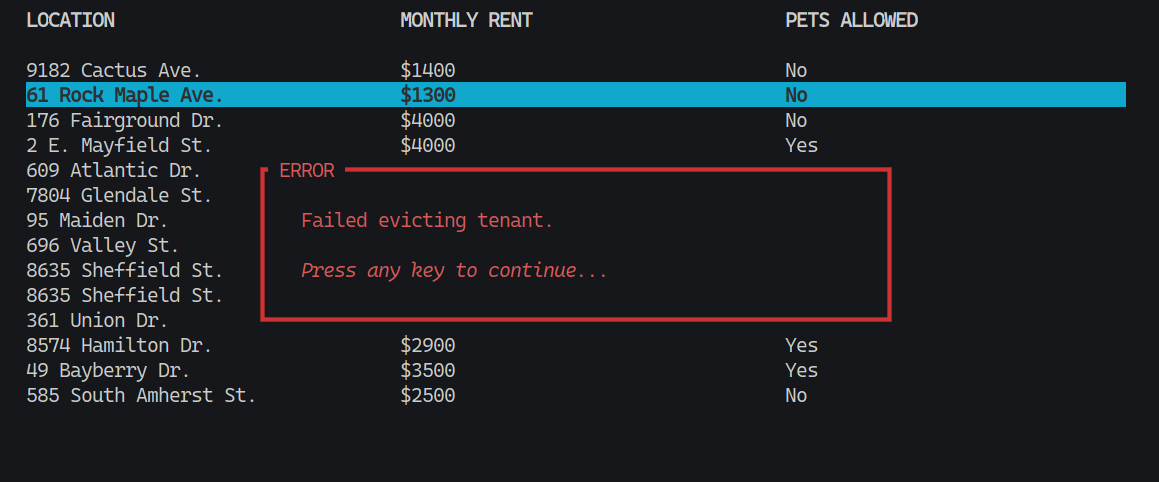 LOCATION MONTHLY RENT PETS ALLOWED
9182 Cactus Ave. $1400 No
61 Rock Maple Ave. $1300 No
176 Fairground Dr. $4000 No
2 E. Mayfield St. $4000 Yes
609 Atlantic Dr.
7804 Glendale St.
95 Maiden Dr.
696 Valley St.
8635 Sheffield St.
8635 Sheffield St.
361 Union Dr.
ERROR
Failed evicting tenant.
Press any key to continue...
8574 Hamilton Dr. $2900 Yes
49 Bayberry Dr. $3500 Yes
585 South Amherst St. $2500 No